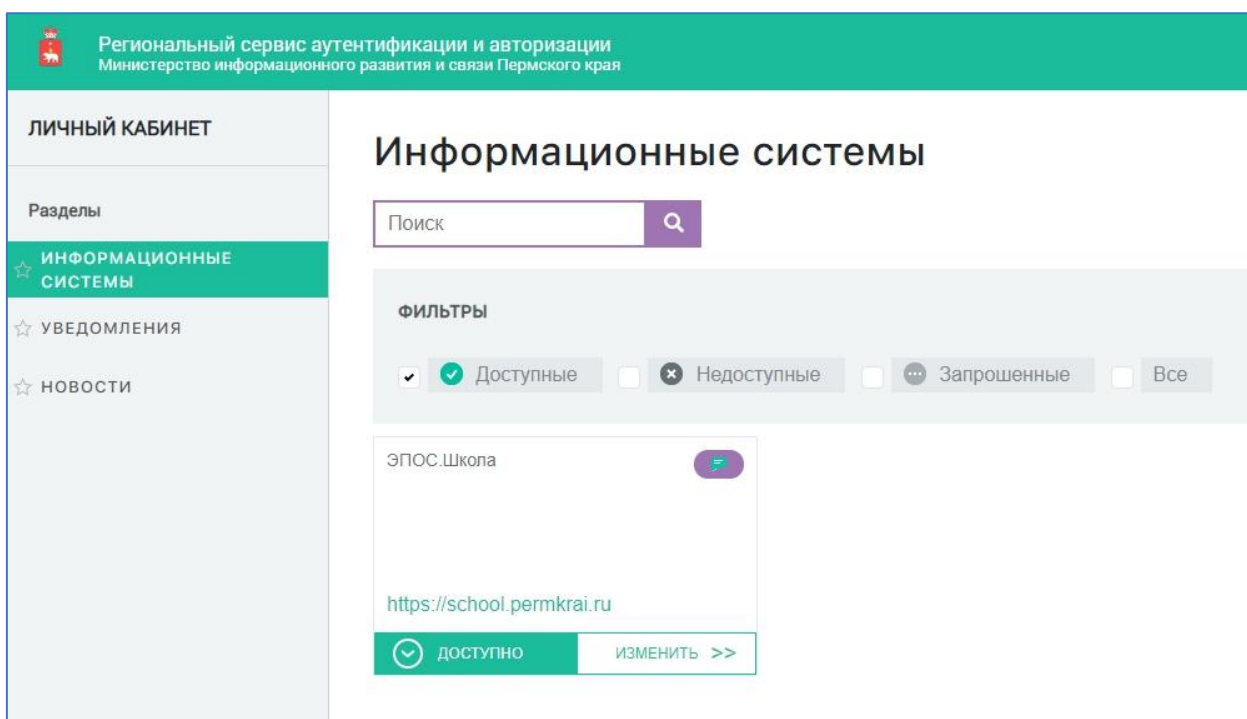 Региональный сервис аутентификации и авторизации
Министерство информационного развития и связи Пермского края
ЛИЧНЫЙ КАБИНЕТ
Разделы
ИНФОРМАЦИОННЫЕ
СИСТЕМЫ
УВЕДОМЛЕНИЯ
НОВОСТИ
Информационные системы
Поиск
ФИЛЬТРЫ
Доступные Недоступные Запрошенные Все
ЭПОС.Школа
https://school.permkrai.ru
ДОСТУПНО ИЗМЕНИТЬ >>